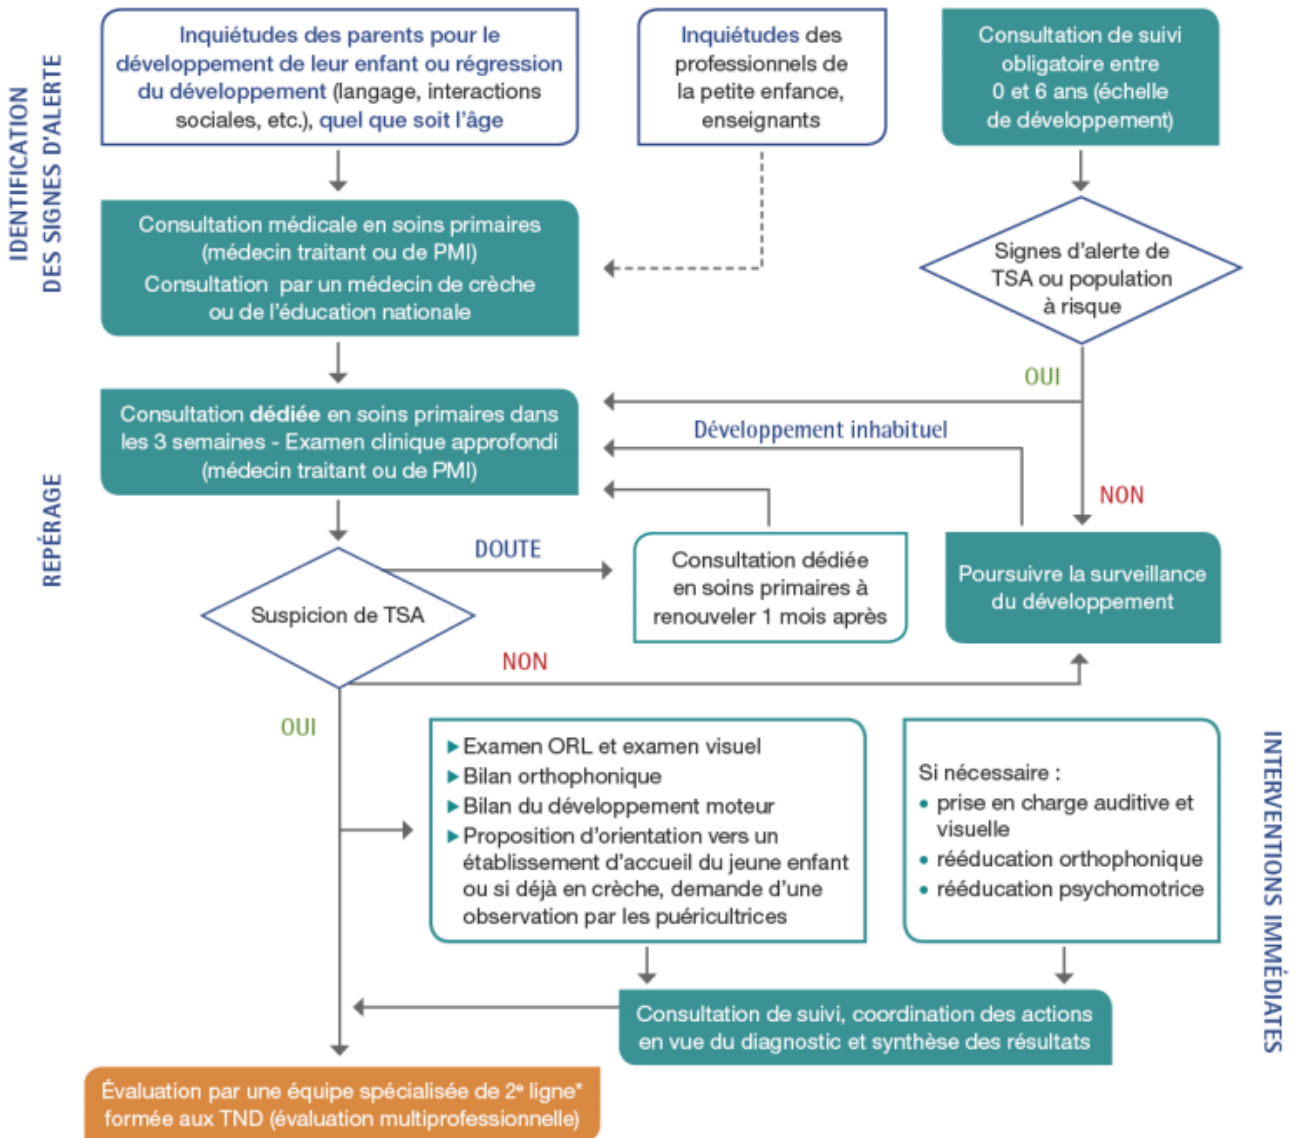 IDENTIFICATION
DES SIGNES D'ALERTE
Inquiétudes des parents pour le
développement de leur enfant ou régression
du développement (langage, interactions
sociales, etc.), quel que soit l'âge
Inquiétudes des
professionnels de
la petite enfance,
enseignants
Consultation de suivi
obligatoire entre
0 et 6 ans (échelle
de développement)
Consultation médicale en soins primaires
(médecin traitant ou de PMI)
Consultation par un médecin de crèche
ou de l'éducation nationale
Signes d'alerte de
TSA ou population
à risque
OUI
NON
REPÉRAGE
Consultation dédiée en soins primaires dans
les 3 semaines - Examen clinique approfondi
(médecin traitant ou de PMI)
Développement inhabituel
Suspicion de TSA
DOUTE
Consultation dédiée
en soins primaires à
renouveler 1 mois après
Poursuivre la surveillance
du développement
NON
OUI
INTERVENTIONS IMMÉDIATES
▶ Examen ORL et examen visuel
▶ Bilan orthophonique
▶ Bilan du développement moteur
▶ Proposition d'orientation vers un
établissement d'accueil du jeune enfant
ou si déjà en crèche, demande d'une
observation par les puéricultrices
Si nécessaire :
• prise en charge auditive et
visuelle
• rééducation orthophonique
• rééducation psychomotrice
Consultation de suivi, coordination des actions
en vue du diagnostic et synthèse des résultats
Évaluation par une équipe spécialisée de 2e ligne*
formée aux TND (évaluation multiprofessionnelle)